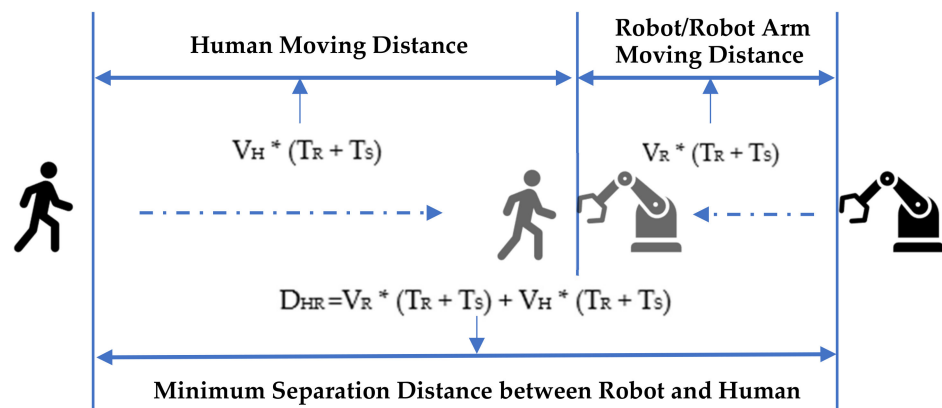 Human Moving Distance
Robot/Robot Arm
Moving Distance
VH * (TR + TS)
VR * (TR + TS)
DHR=VR * (TR + TS) + VH * (TR + TS)
Minimum Separation Distance between Robot and Human